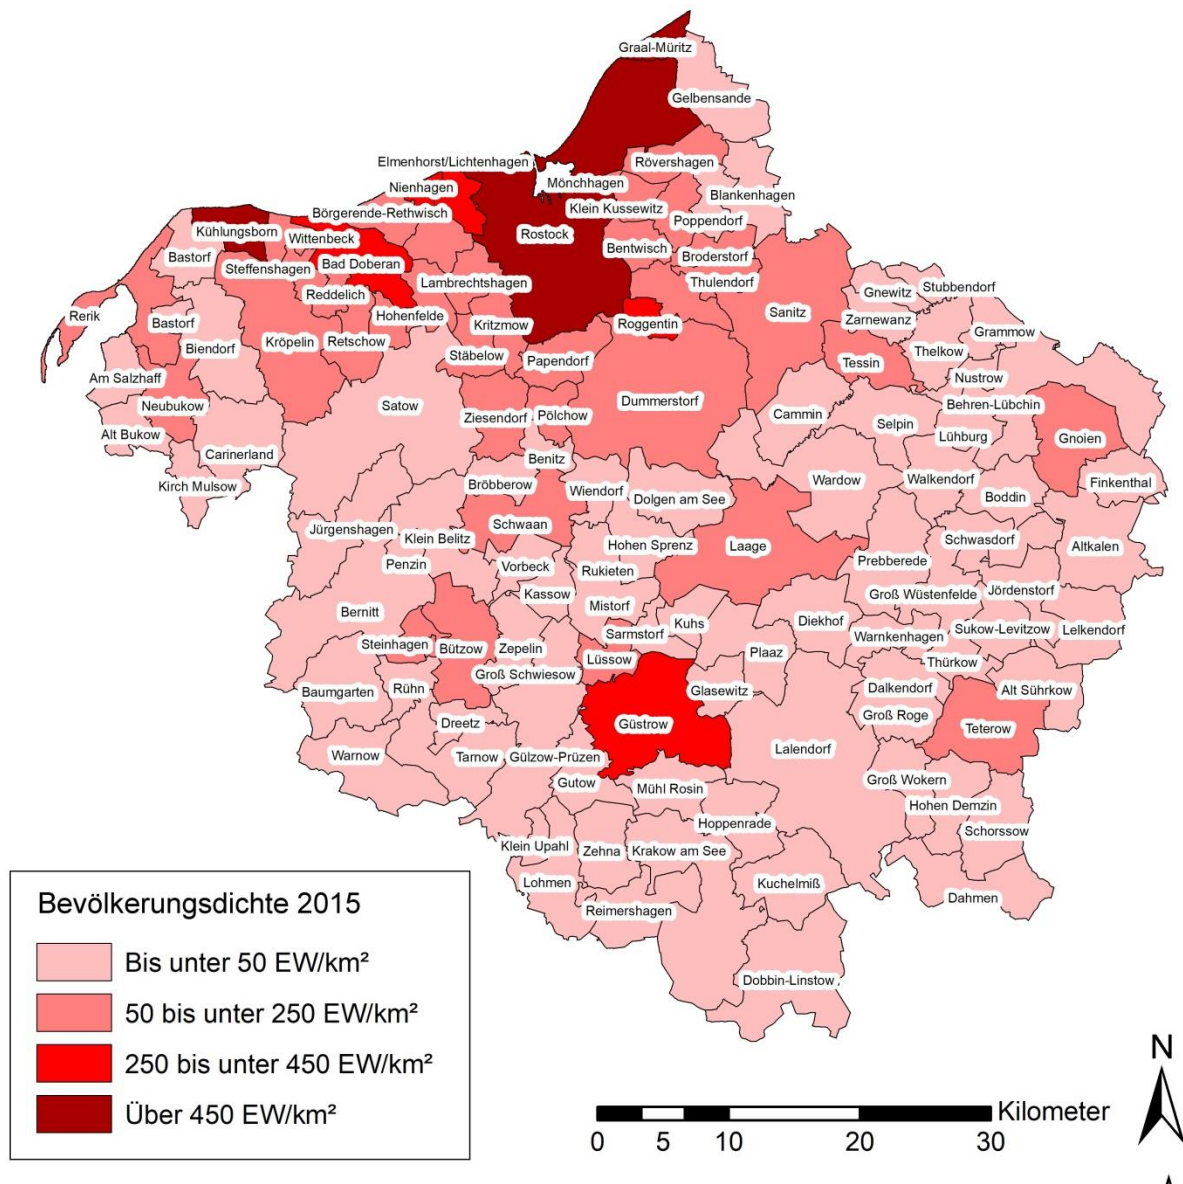 Graal-Müritz
Gelbensande
Elmenhorst/Lichtenhagen
Rövershagen
Nienhagen
Mönchhagen
Blankenhagen
Börgerende-Rethwisch
Klein Kussewitz
Poppendorf
Kühlungsborn
Wittenbeck
Rostock
Bentwisch
Bastorf
Steffenshagen
Bad Doberan
Broderstorf
Reddelich
Lambrechtshagen
Thulendorf
Gnewitz
Stubbendorf
Rerik
Bastorf
Hohenfelde
Kritzmow
Roggentin
Sanitz
Zarnewanz
Grammow
Kröpelin
Retschow
Biendorf
Stäbelow
Papendorf
Tessin
Thelkow
Am Salzhaff
Nustrow
Neubukow
Satow
Ziesendorf
Pölchow
Dummerstorf
Cammin
Behren-Lübchin
Selpin
Alt Bukow
Lühburg
Gnoien
Carinerland
Benitz
Kirch Mulsow
Bröbberow
Wiendorf
Dolgen am See
Wardow
Walkendorf
Finkenthal
Boddin
Jürgenshagen
Klein Belitz
Schwaan
Hohen Sprenz
Laage
Schwasdorf
Altkalen
Penzin
Vorbeck
Rukieten
Prebberede
Kassow
Groß Wüstenfelde
Jördenstorf
Bernitt
Mistorf
Kuhs
Diekhof
Steinhagen
Bützow
Zepelin
Sarmstorf
Warnkenhagen
Sukow-Levitzow
Lelkendorf
Lüssow
Plaaz
Thürkow
Groß Schwiesow
Baumgarten
Rühn
Glasewitz
Dalkendorf
Alt Sührkow
Dreetz
Güstrow
Groß Roge
Teterow
Warnow
Tarnow
Gülzow-Prüzen
Lalendorf
Gutow
Mühl Rosin
Groß Wokern
Hohen Demzin
Hoppenrade
Schorssow
Klein Upahl
Zehna
Krakow am See
Lohmen
Kuchelmiß
Dahmen
Reimershagen
Dobbin-Linstow
Bevölkerungsdichte 2015
Bis unter 50 EW/km²
50 bis unter 250 EW/km²
250 bis unter 450 EW/km²
Über 450 EW/km²
N
Kilometer
0 5 10 20 30